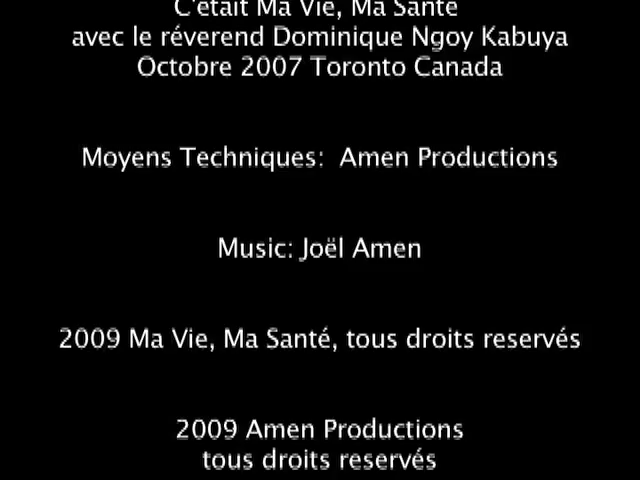 C'était Ma Vie, Ma Santé
avec le réverend Dominique Ngoy Kabuya
Octobre 2007 Toronto Canada
Moyens Techniques: Amen Productions
Music: Joël Amen
2009 Ma Vie, Ma Santé, tous droits reservés
2009 Amen Productions
tous droits reservés